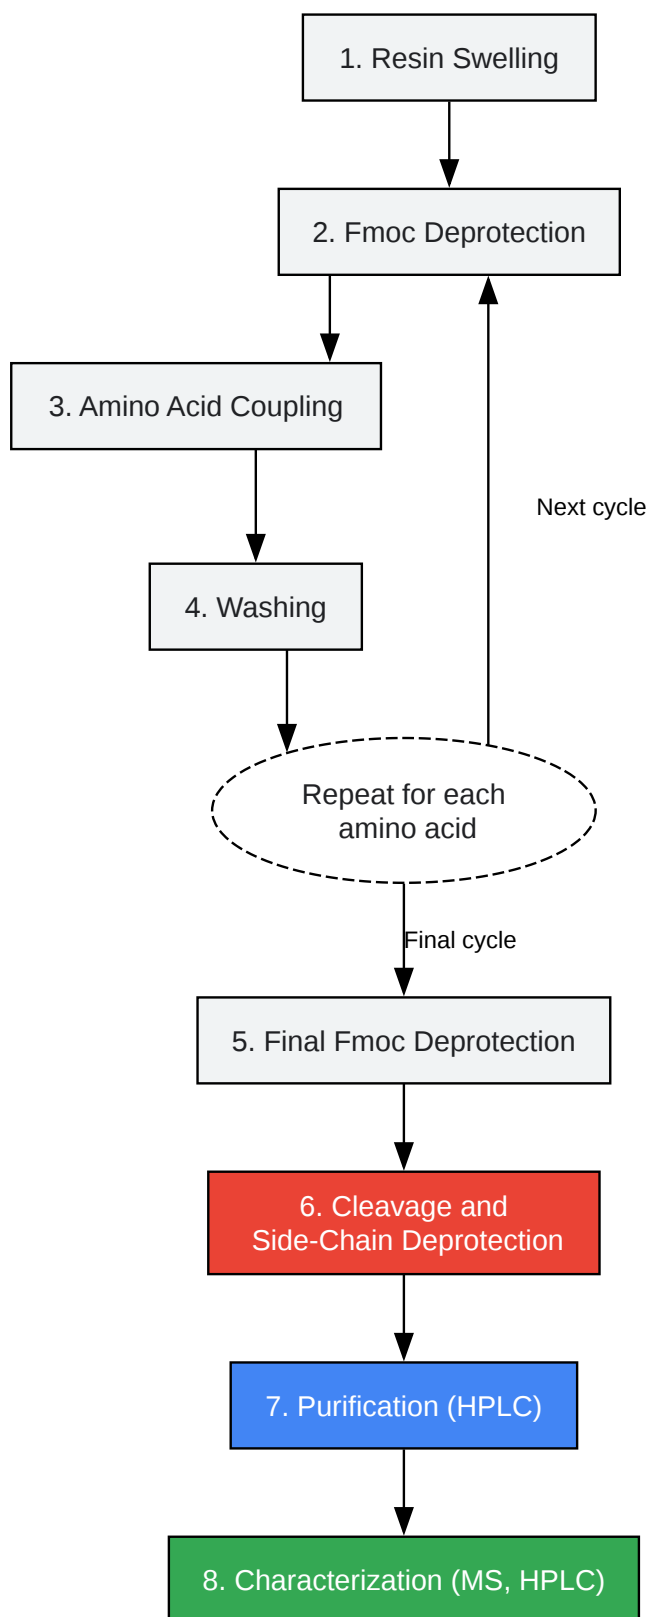 1. Resin Swelling
2. Fmoc Deprotection
3. Amino Acid Coupling
Next cycle
4. Washing
Repeat for each
amino acid
Final cycle
5. Final Fmoc Deprotection
6. Cleavage and
Side-Chain Deprotection
7. Purification (HPLC)
8. Characterization (MS, HPLC)